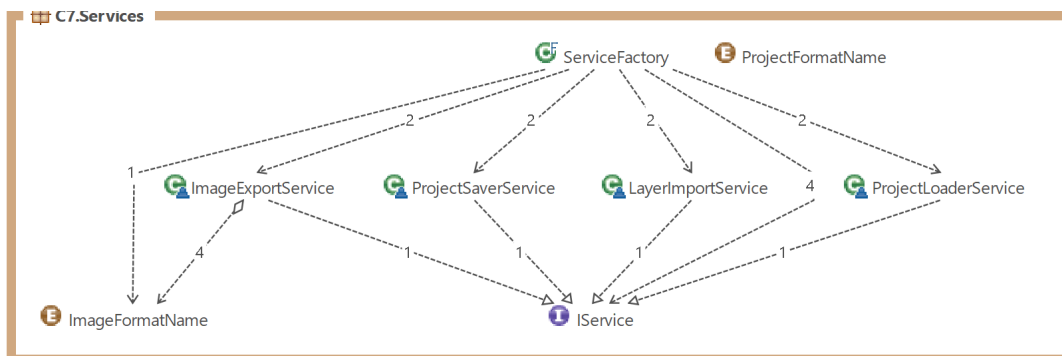 C7.Services
F
ServiceFactory
E ProjectFormatName
2
2
2
2
1
ImageExportService
ProjectSaverService
LayerImportService
4
ProjectLoaderService
4
1
1
1
1
E ImageFormatName
I IService